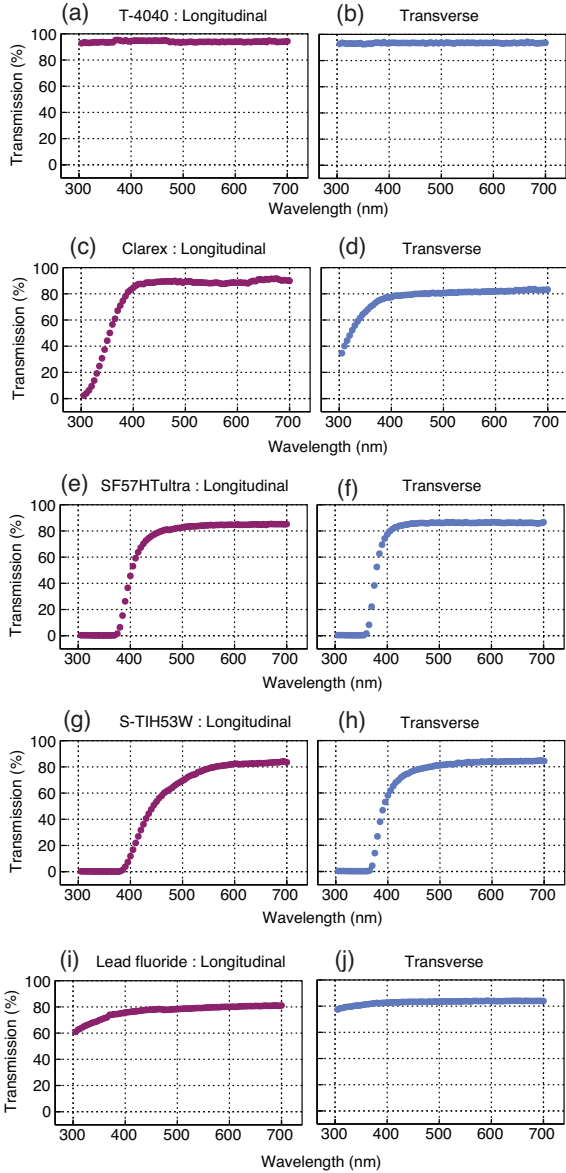 (a) T-4040 : Longitudinal
(b) Transverse
Transmission (%)
100
80
60
40
20
0
300 400 500 600 700
300 400 500 600 700
Wavelength (nm)
(c) Clarex : Longitudinal
(d) Transverse
Transmission (%)
100
80
60
40
20
0
300 400 500 600 700
300 400 500 600 700
Wavelength (nm)
(e) SF57HTultra : Longitudinal
(f) Transverse
Transmission (%)
100
80
60
40
20
0
300 400 500 600 700
300 400 500 600 700
Wavelength (nm)
(g) S-TIH53W : Longitudinal
(h) Transverse
Transmission (%)
100
80
60
40
20
0
300 400 500 600 700
300 400 500 600 700
Wavelength (nm)
(i) Lead fluoride : Longitudinal
(j) Transverse
Transmission (%)
100
80
60
40
20
0
300 400 500 600 700
300 400 500 600 700
Wavelength (nm)